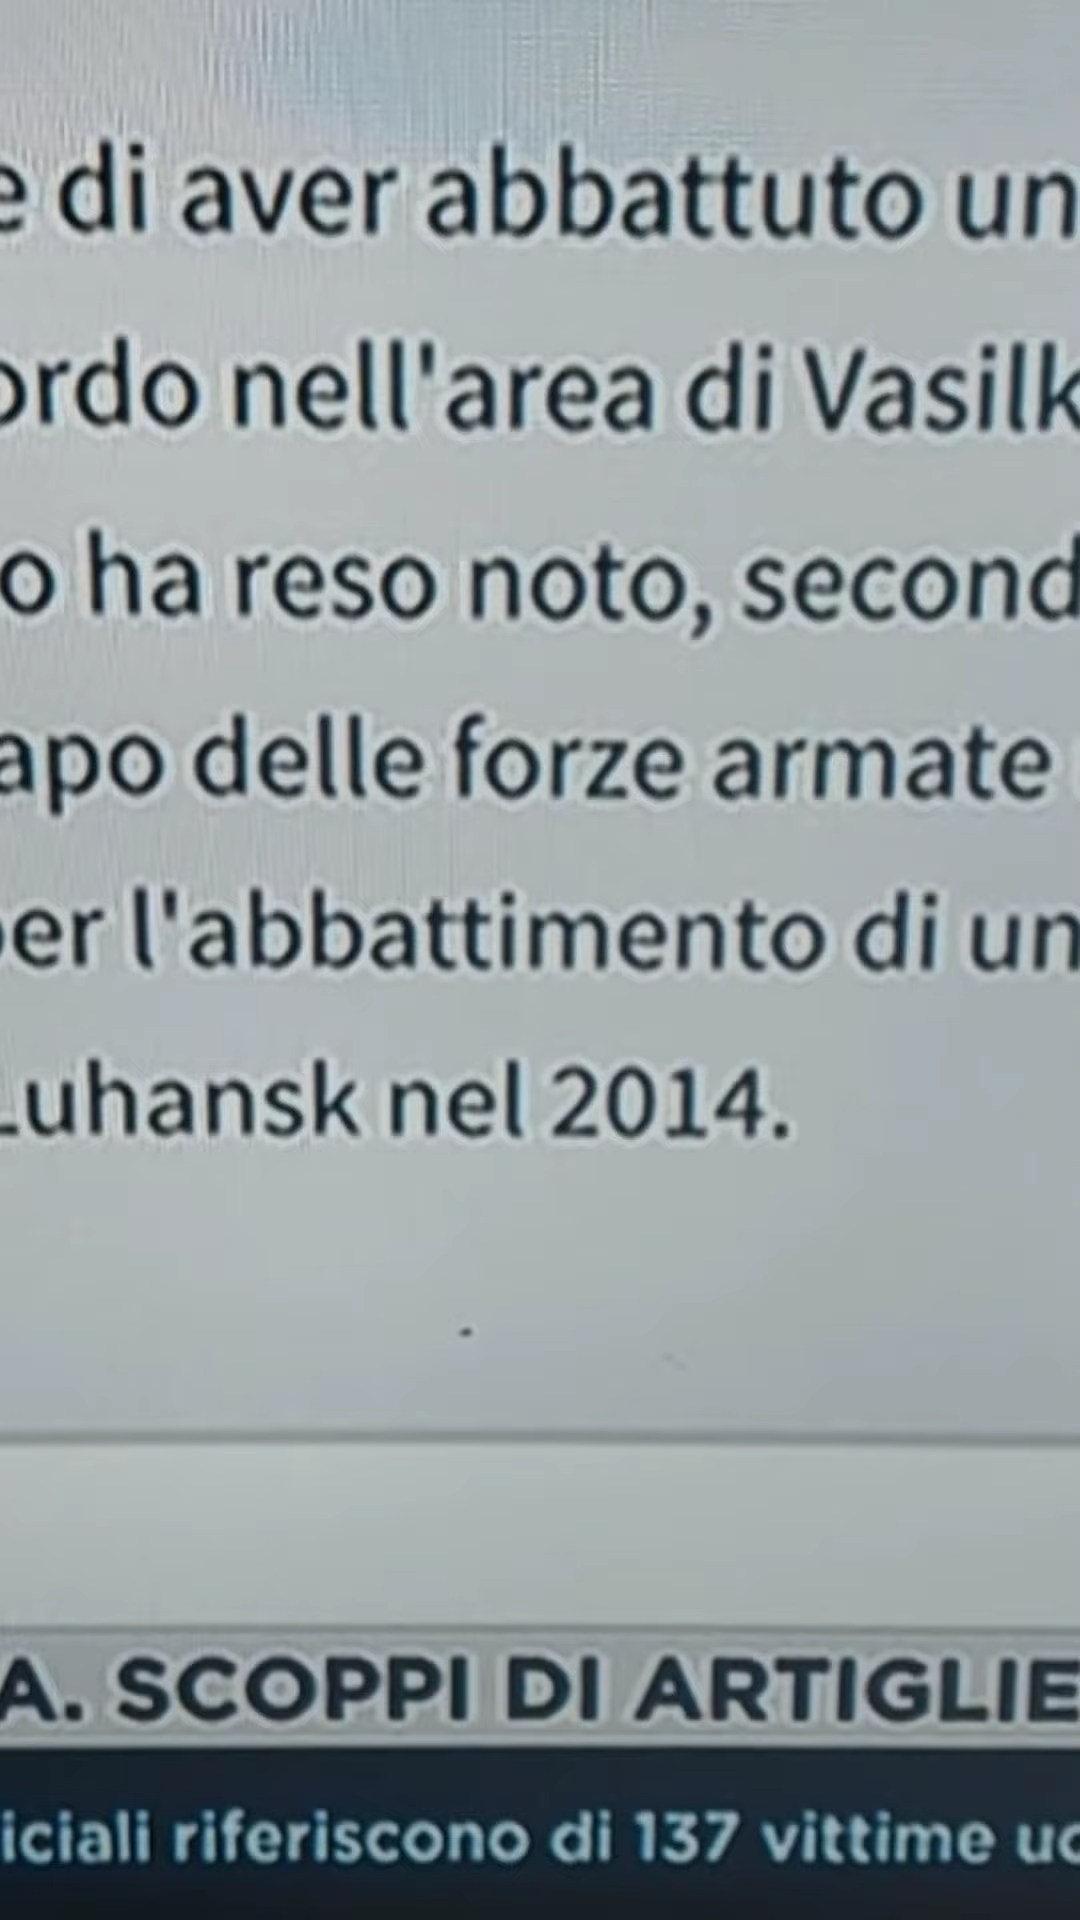 e di aver abbattuto un
ordo nell'area di Vasilk
o ha reso noto, second
apo delle forze armate
per l'abbattimento di un
Luhansk nel 2014.
A. SCOPPI DI ARTIGLIE
iciali riferiscono di 137 vittime uc